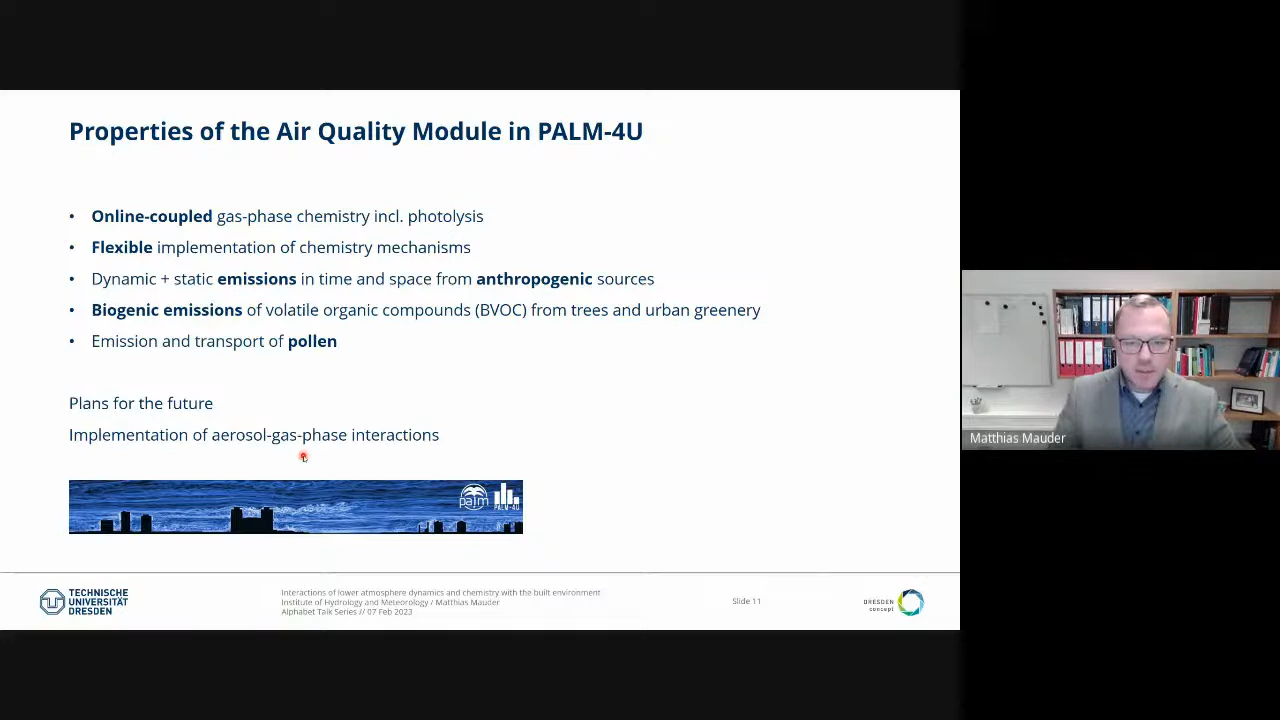 Properties of the Air Quality Module in PALM-4U
• Online-coupled gas-phase chemistry incl. photolysis
• Flexible implementation of chemistry mechanisms
• Dynamic + static emissions in time and space from anthropogenic sources
• Biogenic emissions of volatile organic compounds (BVOC) from trees and urban greenery
• Emission and transport of pollen
Plans for the future
Implementation of aerosol-gas-phase interactions
palm
PALM-4U
TECHNISCHE
UNIVERSITÄT
DRESDEN
Interactions of lower atmosphere dynamics and chemistry with the built environment
Institute of Hydrology and Meteorology / Matthias Mauder
Alphabet Talk Series // 07 Feb 2023
Slide 11
DRESDEN
concept
Matthias Mauder